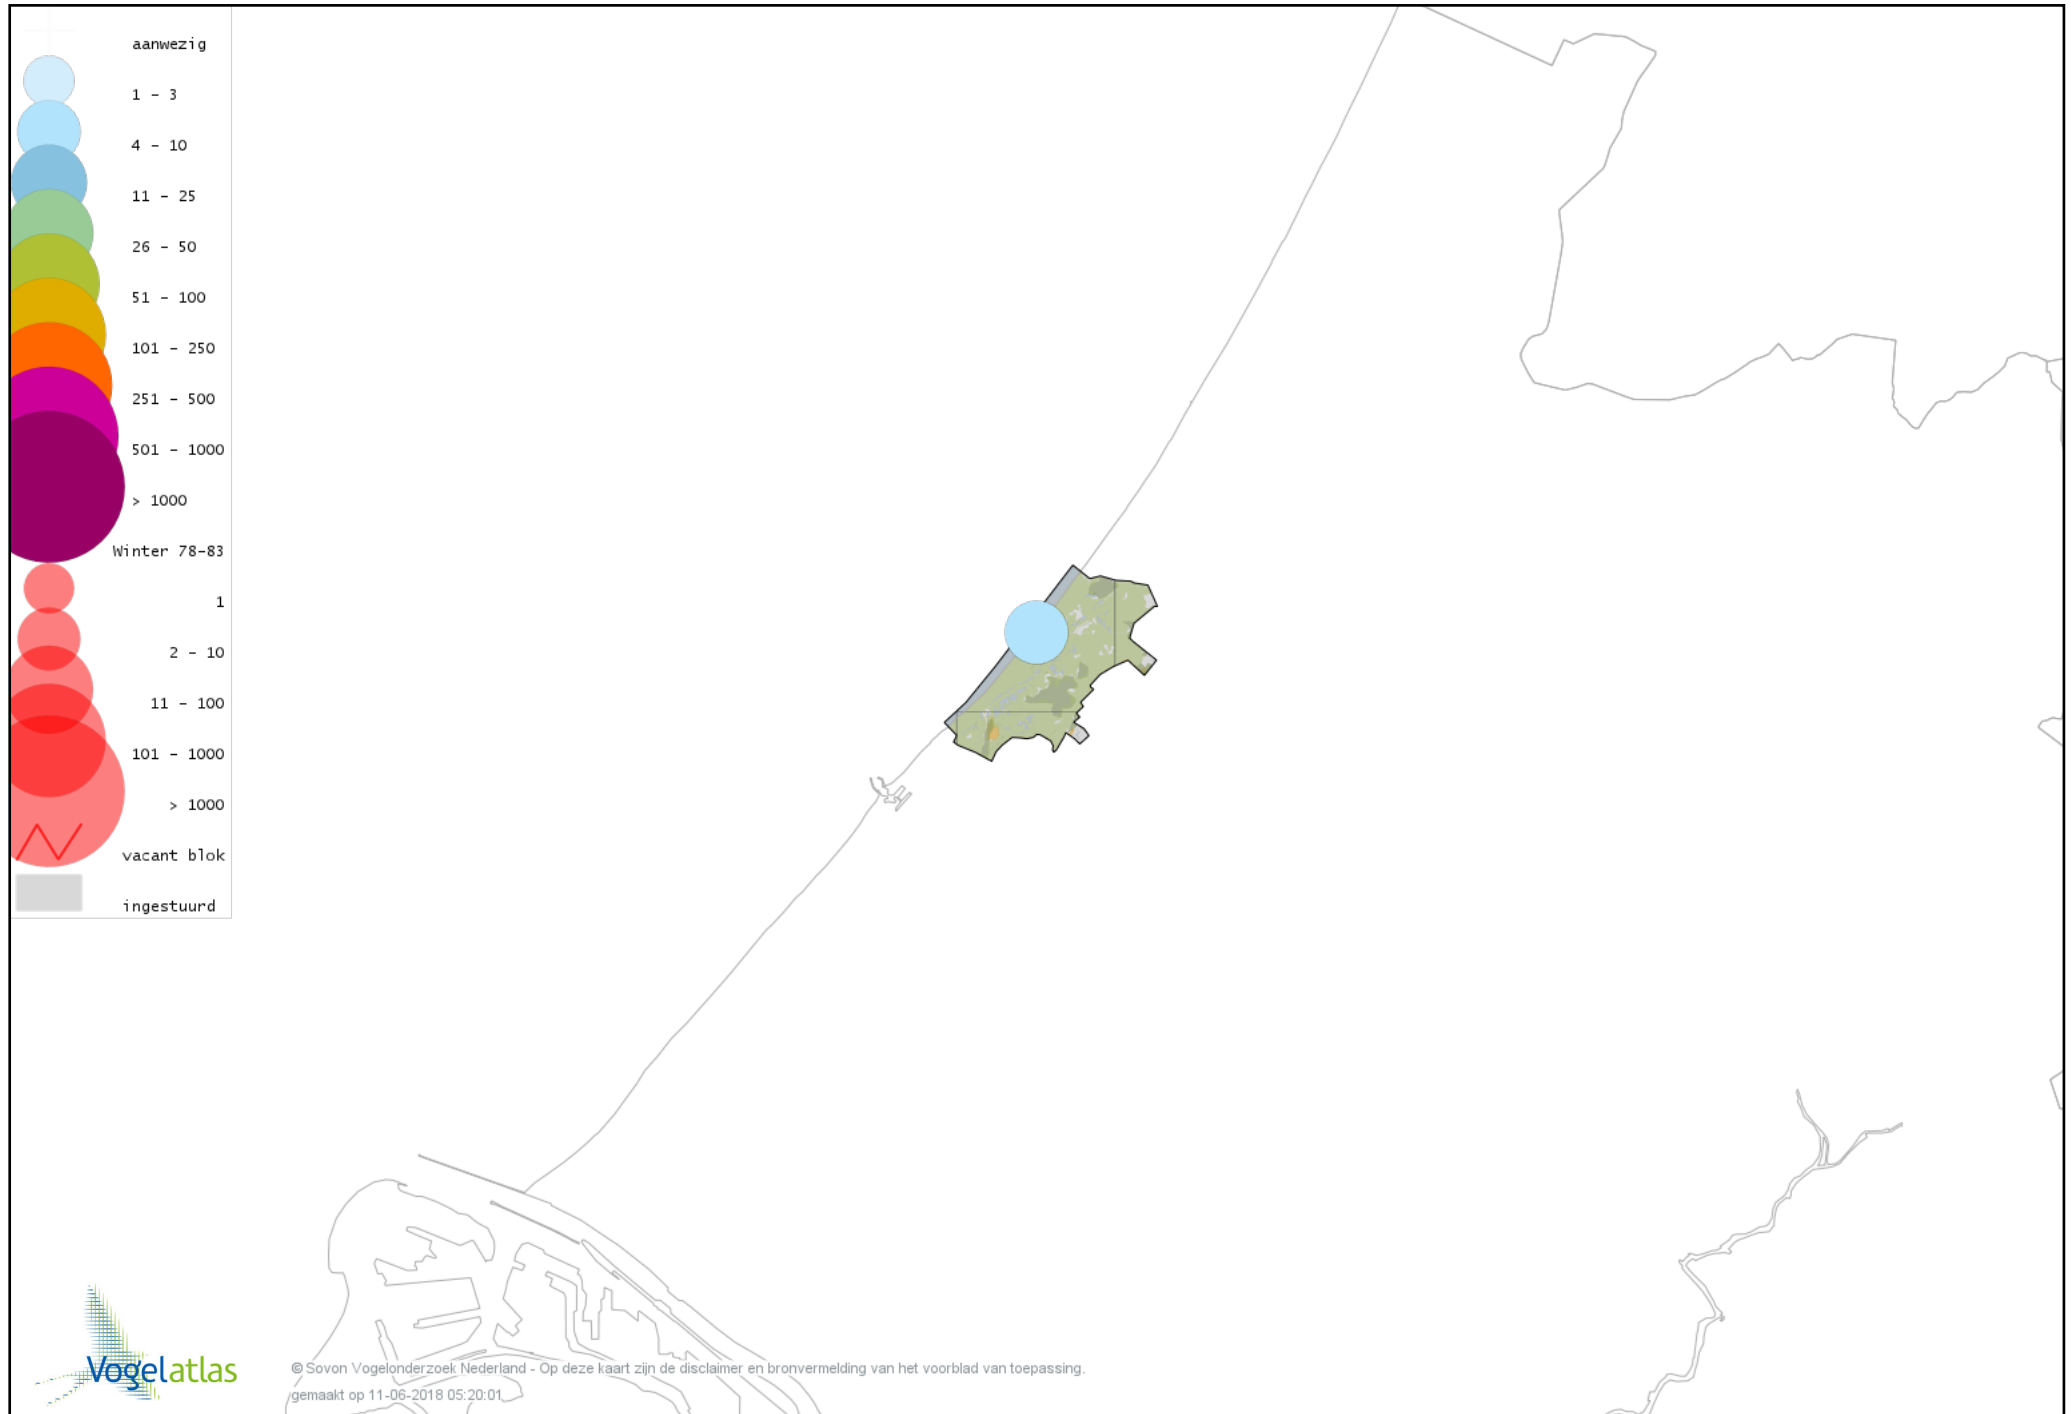 aanwezig
1 - 3
4 - 10
11 - 25
26 - 50
51 - 100
101 - 250
251 - 500
501 - 1000
> 1000
Winter 78-83
1
2 - 10
11 - 100
101 - 1000
> 1000
vacant blok
ingestuurd
Vogelatlas
© Sovon Vogelonderzoek Nederland - Op deze kaart zijn de disclaimer en bronvermelding van het voorblad van toepassing.
gemaakt op 11-06-2018 05:20:01